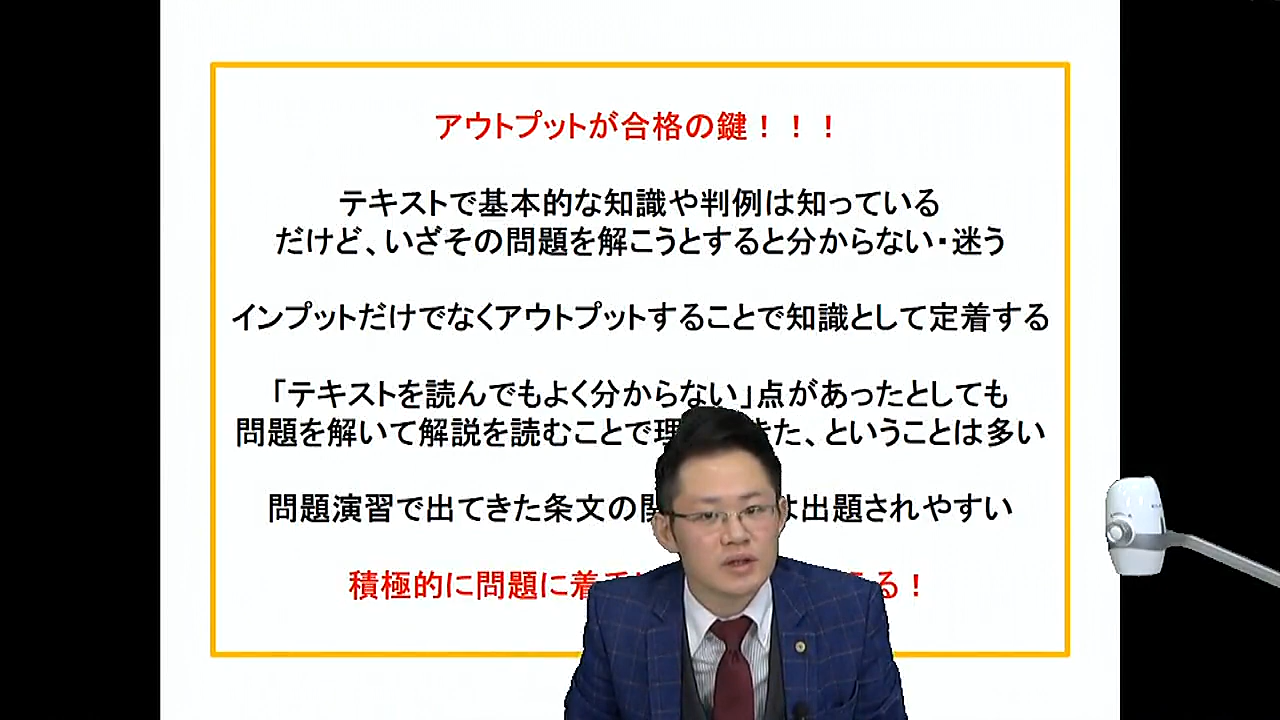 アウトプットが合格の鍵！！！
テキストで基本的な知識や判例は知っている
だけど、いざその問題を解こうとすると分からない・迷う
インプットだけでなくアウトプットすることで知識として定着する
「テキストを読んでもよく分からない」点があったとしても
問題を解いて解説を読むことで理 きた、ということは多い
問題演習で出てきた条文の関 は出題されやすい
積極的に問題に着手 る！